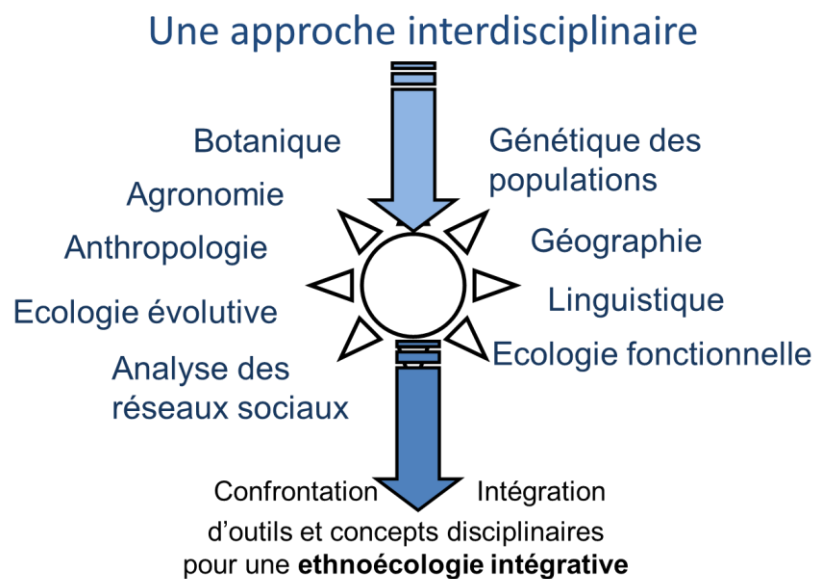 Une approche interdisciplinaire
Botanique
Agronomie
Anthropologie
Ecologie évolutive
Analyse des
réseaux sociaux
Génétique des
populations
Géographie
Linguistique
Ecologie fonctionnelle
Confrontation Intégration
d'outils et concepts disciplinaires
pour une ethnoécologie intégrative